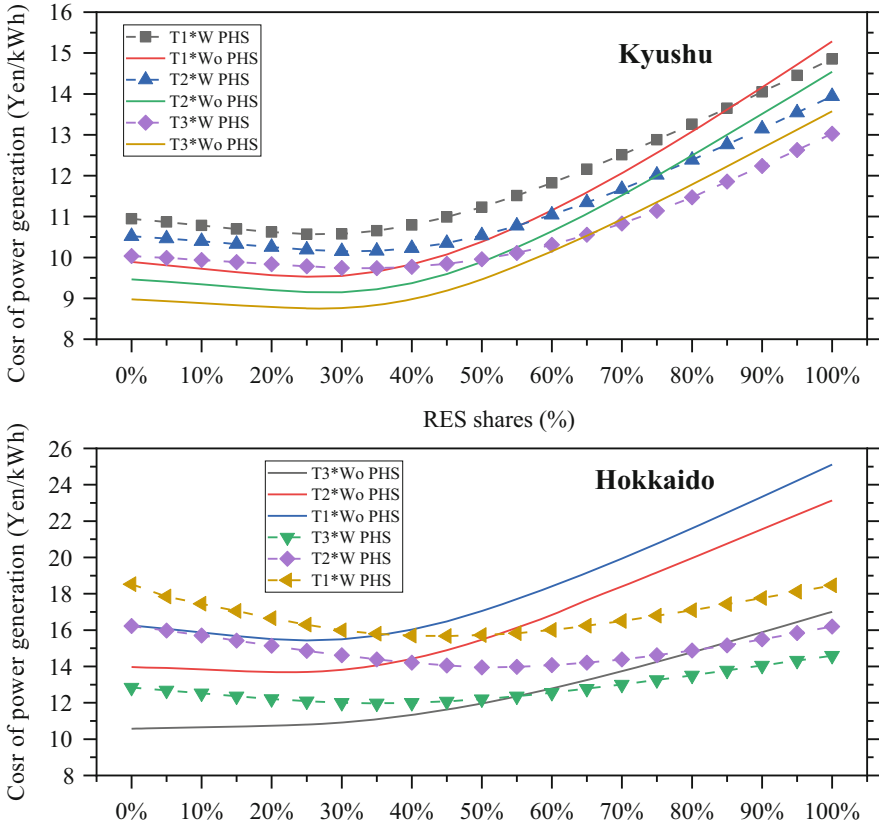 16
15
14
13
12
11
10
9
8
Cosr of power generation (Yen/kWh)
T1*W PHS
T1*Wo PHS
T2*W PHS
T2*Wo PHS
T3*W PHS
T3*Wo PHS
Kyushu
0% 10% 20% 30% 40% 50% 60% 70% 80% 90% 100%
RES shares (%)
26
24
22
20
18
16
14
12
10
8
Cosr of power generation (Yen/kWh)
T3*Wo PHS
T2*Wo PHS
T1*Wo PHS
T3*W PHS
T2*W PHS
T1*W PHS
Hokkaido
0% 10% 20% 30% 40% 50% 60% 70% 80% 90% 100%